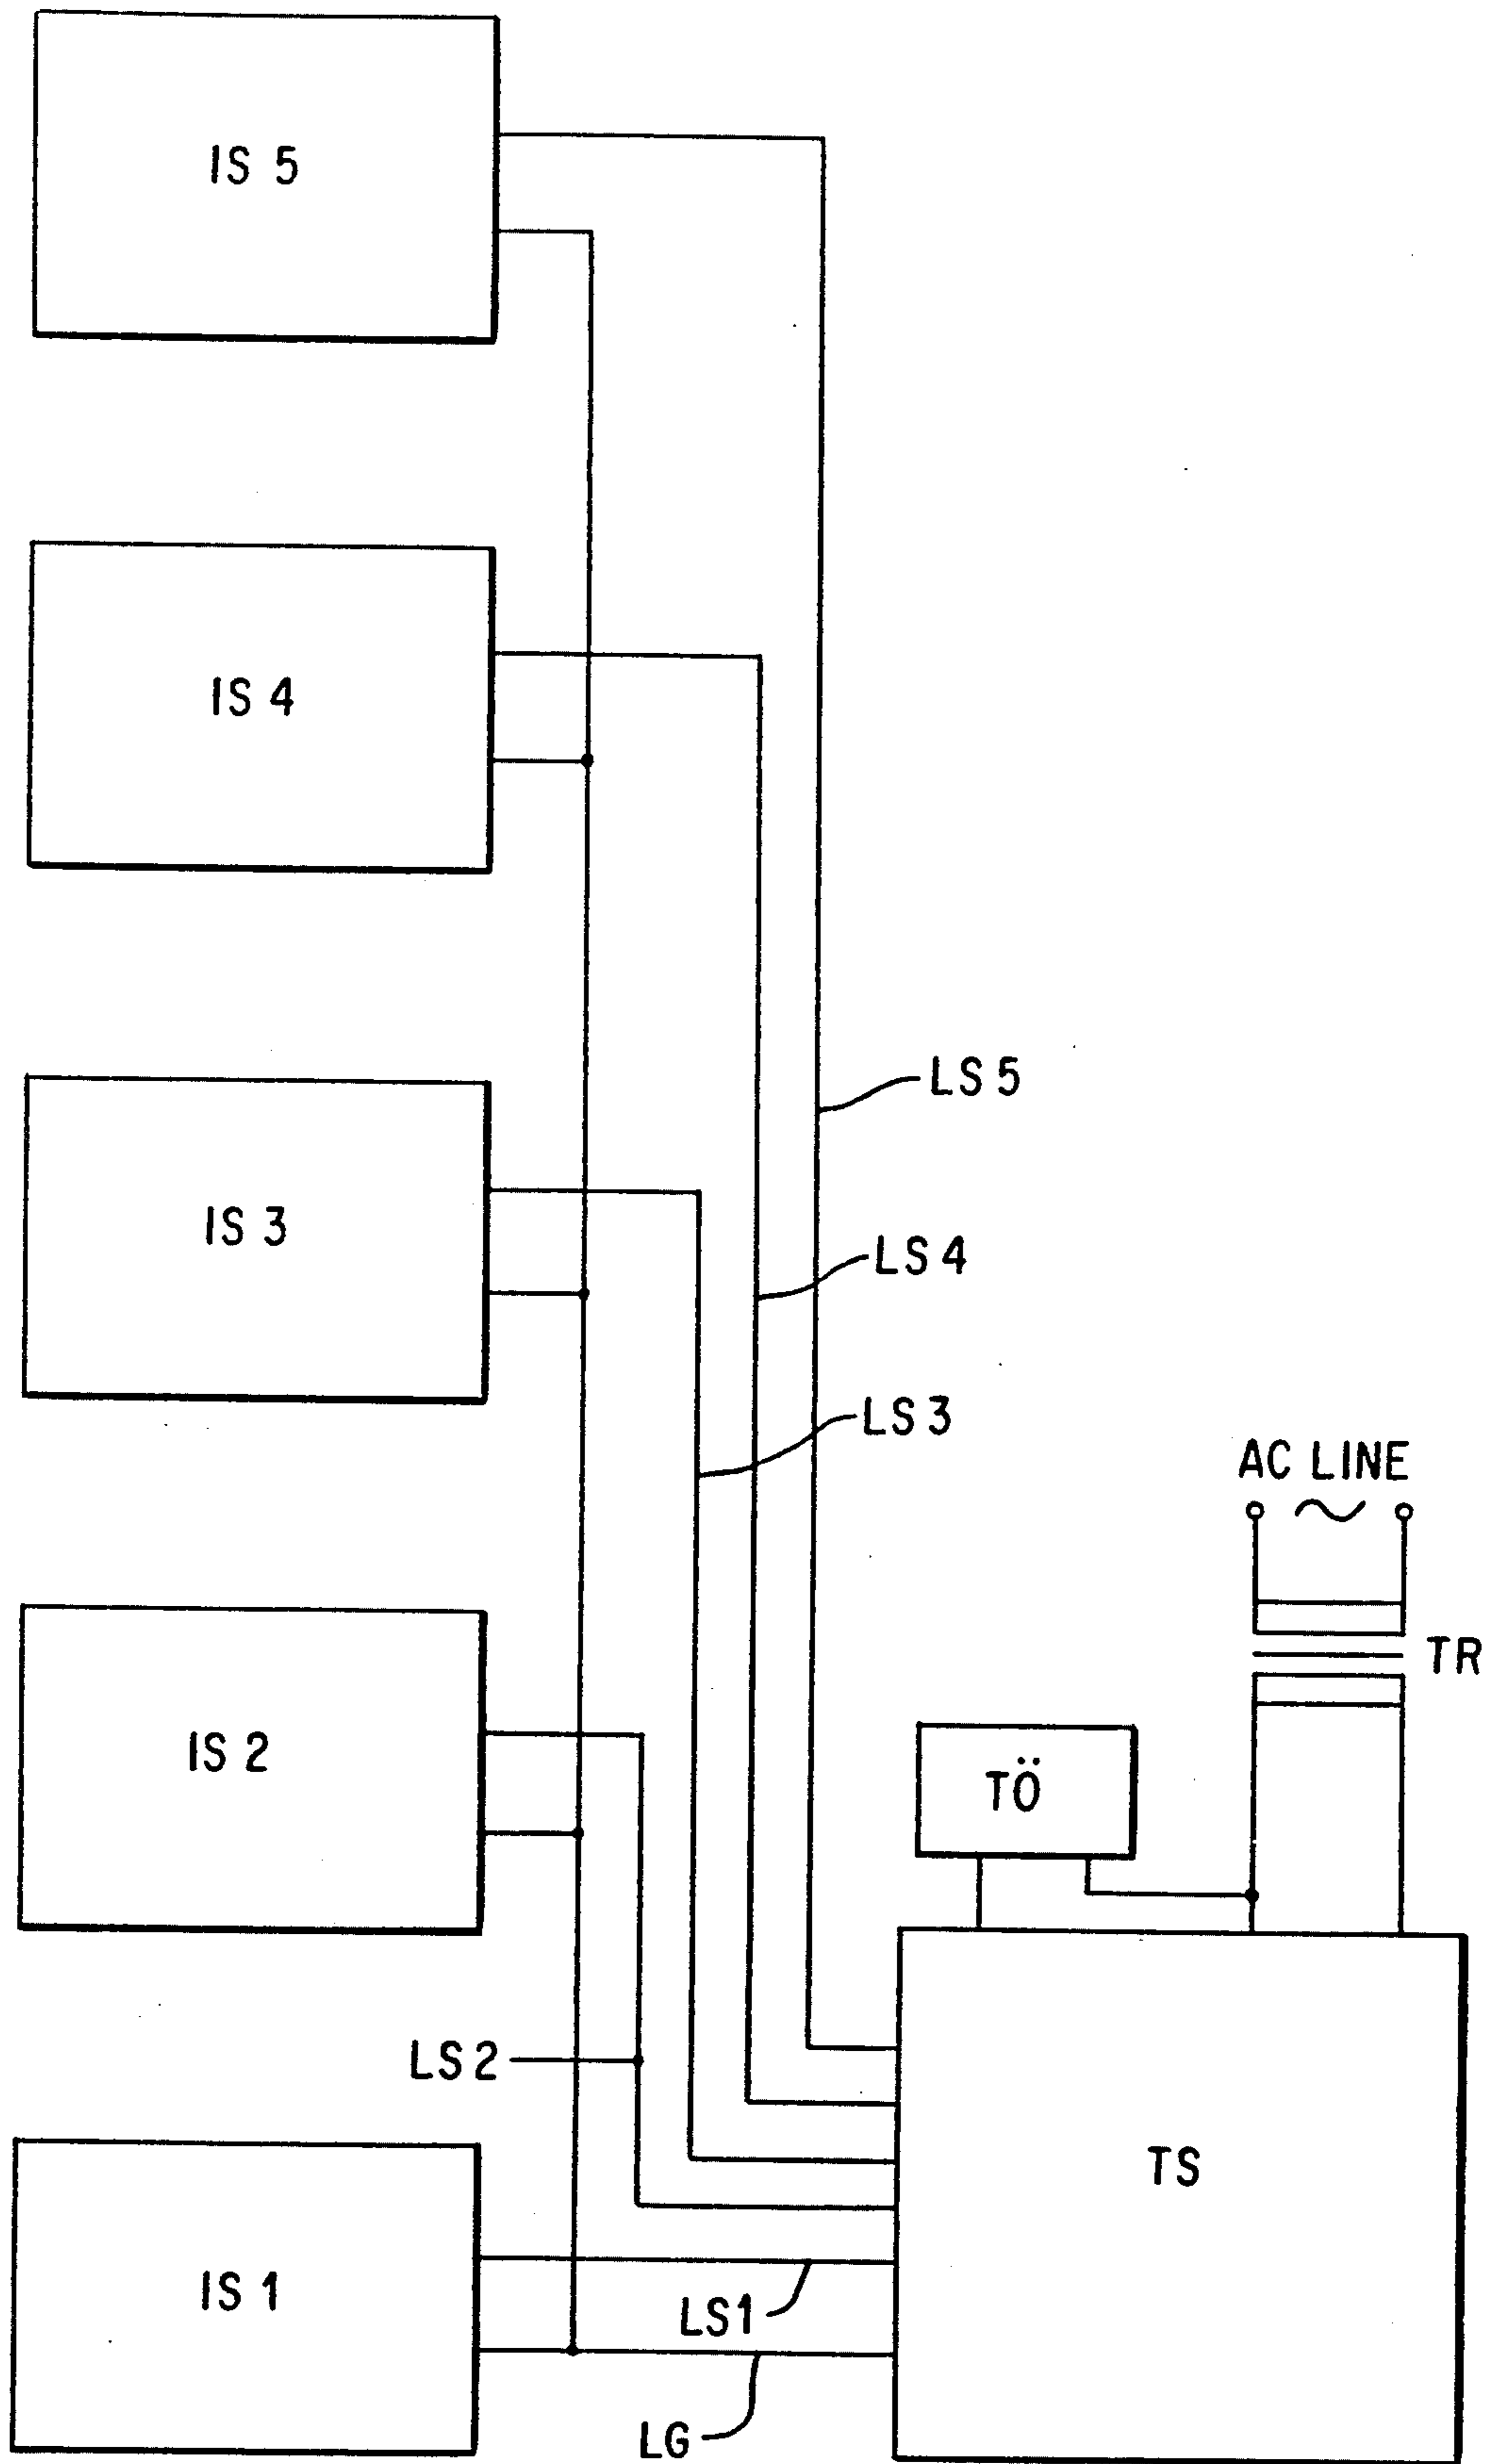 IS 5
IS 4
LS 5
IS 3
LS 4
LS 3
AC LINE
TR
IS 2
TÖ
LS 2
TS
IS 1
LS1
LG